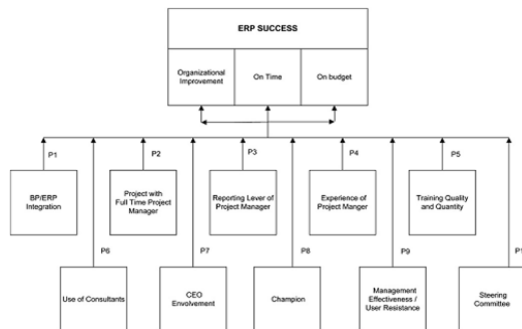 ERP SUCCESS
Organizational
Improvement
On Time
On budget
P1
P2
P3
P4
P5
BP/ERP
Integration
Project with
Full Time Project
Manager
Reporting Lever of
Project Manager
Experience of
Project Manger
Training Quality
and Quantity
P6
P7
P8
P9
P1
Use of Consultants
CEO
Envolvement
Champion
Management
Effectiveness /
User Resistance
Steering
Committee